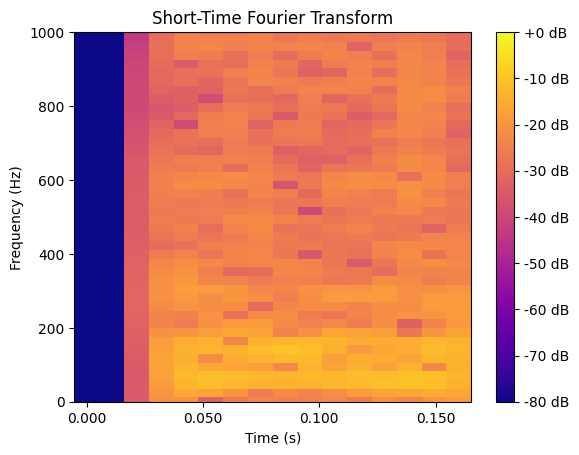 Short-Time Fourier Transform
1000
800
600
400
200
0
Frequency (Hz)
0.000
0.050
0.100
0.150
Time (s)
+0 dB
-10 dB
-20 dB
-30 dB
-40 dB
-50 dB
-60 dB
-70 dB
-80 dB